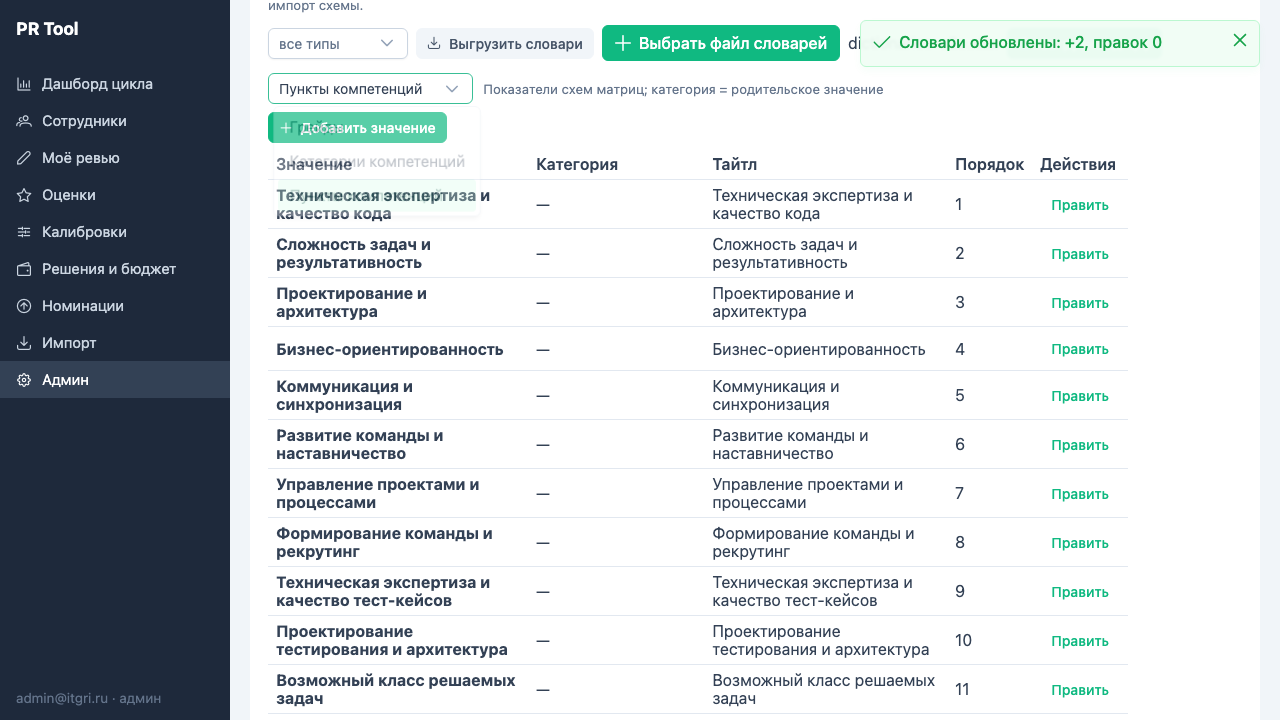 PR Tool
Дашборд цикла
Сотрудники
Моё ревью
Оценки
Калибровки
Решения и бюджет
Номинации
Импорт
Админ
admin@itgri.ru · админ
импорт схемы.
все типы
Выгрузить словари
Выбрать файл словарей
di
Словари обновлены: +2, правок 0
Пункты компетенций
Показатели схем матриц; категория = родительское значение
Добавить значение
Категории компетенций
Значение Категория Тайтл Порядок Действия
Техническая экспертиза и — Техническая экспертиза и 1 Править
качество кода качество кода
Сложность задач и — Сложность задач и 2 Править
результативность результативность
Проектирование и — Проектирование и 3 Править
архитектура архитектура
Бизнес-ориентированность — Бизнес-ориентированность 4 Править
Коммуникация и — Коммуникация и 5 Править
синхронизация синхронизация
Развитие команды и — Развитие команды и 6 Править
наставничество наставничество
Управление проектами и — Управление проектами и 7 Править
процессами процессами
Формирование команды и — Формирование команды и 8 Править
рекрутинг рекрутинг
Техническая экспертиза и — Техническая экспертиза и 9 Править
качество тест-кейсов качество тест-кейсов
Проектирование — Проектирование 10 Править
тестирования и архитектура тестирования и архитектура
Возможный класс решаемых — Возможный класс решаемых 11 Править
задач задач